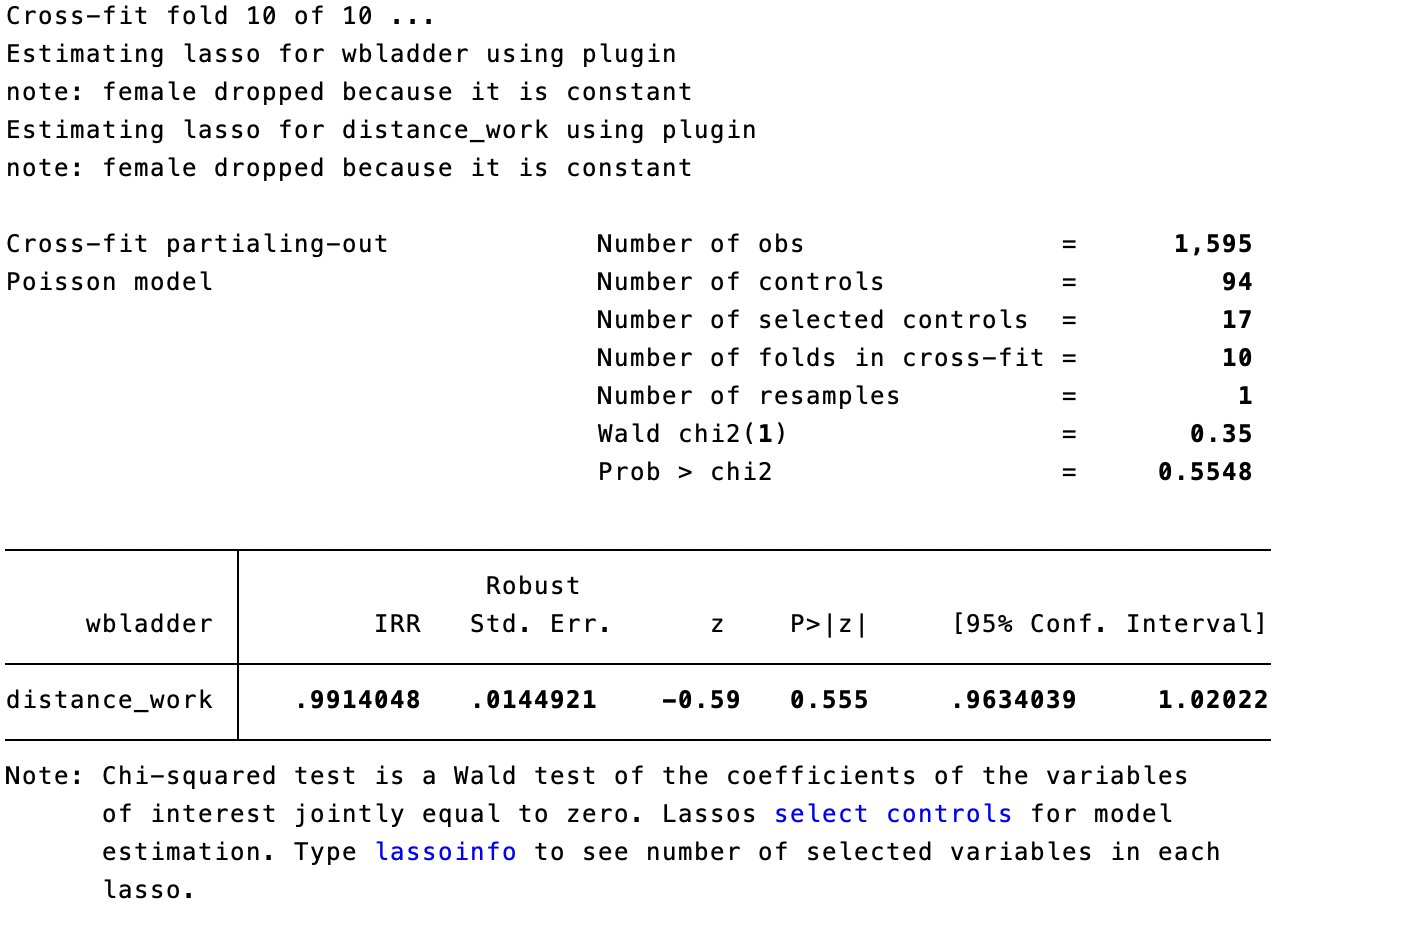 Cross-fit fold 10 of 10 ...
Estimating lasso for wbladder using plugin
note: female dropped because it is constant
Estimating lasso for distance_work using plugin
note: female dropped because it is constant
Cross-fit partialing-out Number of obs = 1,595
Poisson model Number of controls = 94
Number of selected controls = 17
Number of folds in cross-fit = 10
Number of resamples = 1
Wald chi2(1) = 0.35
Prob > chi2 = 0.5548
Robust
wbladder IRR Std. Err. z P>|z| [95% Conf. Interval]
distance_work .9914048 .0144921 -0.59 0.555 .9634039 1.02022
Note: Chi-squared test is a Wald test of the coefficients of the variables
of interest jointly equal to zero. Lassos select controls for model
estimation. Type lassoinfo to see number of selected variables in each
lasso.